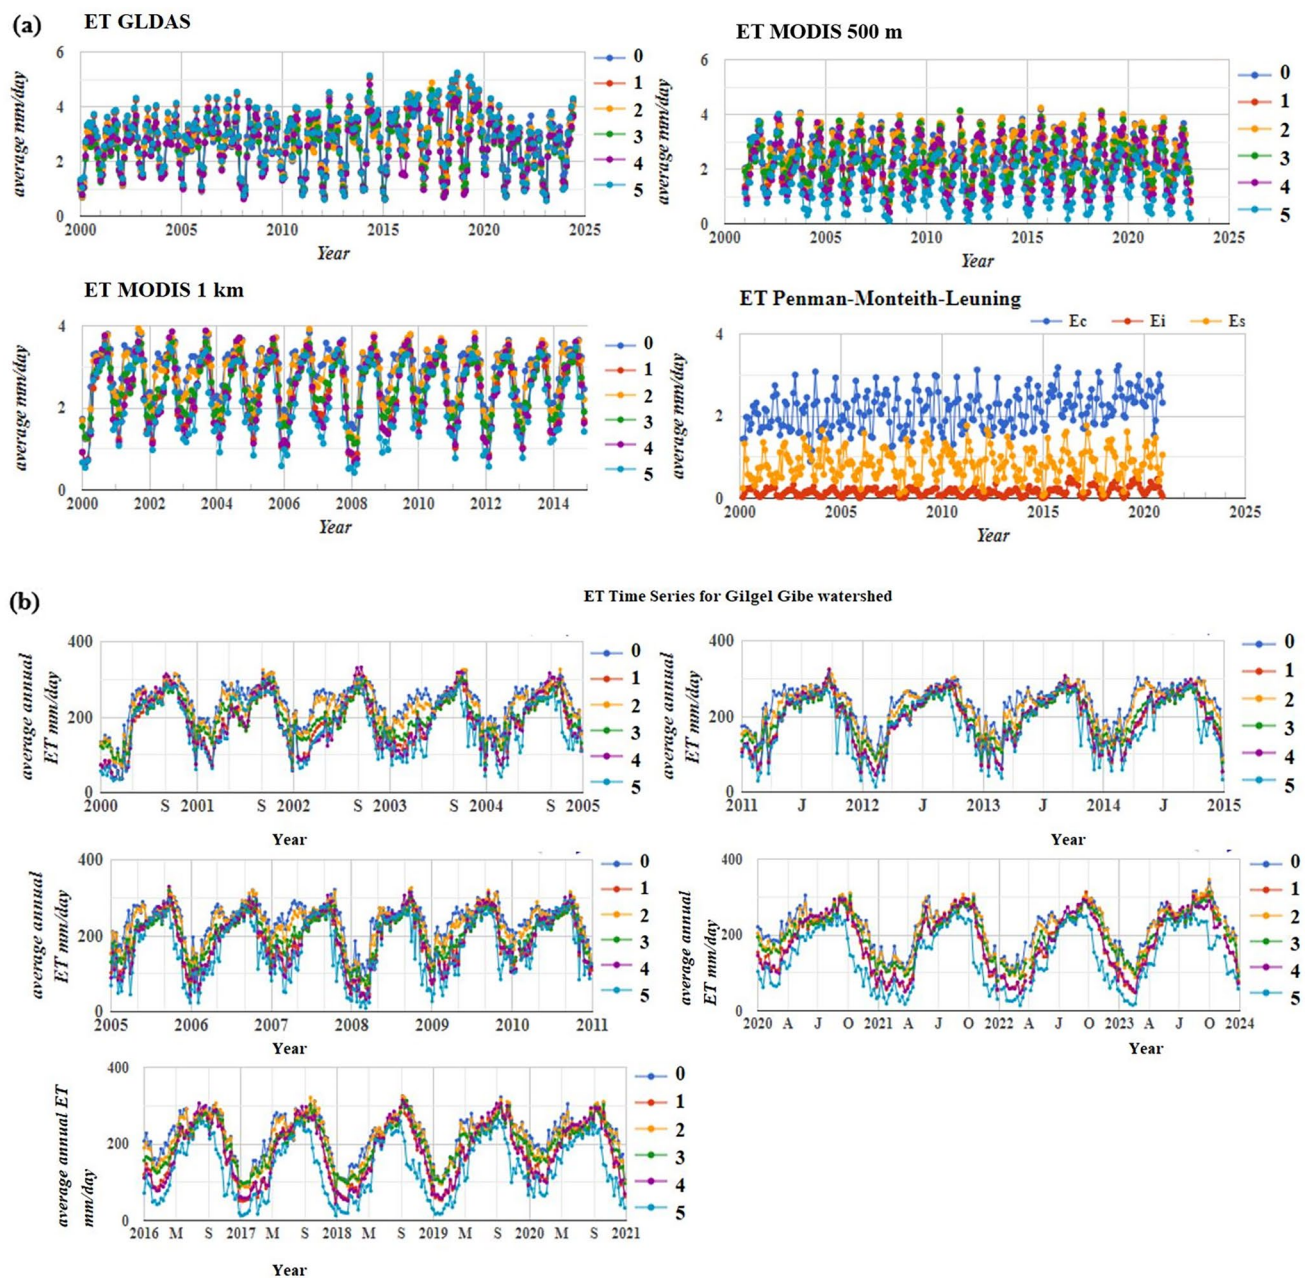 (a)
ET GLDAS
average mm/day
6
4
2
0
2000 2005 2010 2015 2020 2025
Year
0
1
2
3
4
5
ET MODIS 500 m
average mm/day
6
4
2
0
2000 2005 2010 2015 2020 2025
Year
0
1
2
3
4
5
ET MODIS 1 km
average mm/day
4
2
0
2000 2002 2004 2006 2008 2010 2012 2014
Year
0
1
2
3
4
5
ET Penman-Monteith-Leuning
Ec Ei Es
average mm/day
4
2
0
2000 2005 2010 2015 2020 2025
Year
(b)
ET Time Series for Gilgel Gibe watershed
average annual
ET mm/day
400
200
0
2000 S 2001 S 2002 S 2003 S 2004 S 2005
Year
0
1
2
3
4
5
average annual
ET mm/day
400
200
0
2011 J 2012 J 2013 J 2014 J 2015
Year
0
1
2
3
4
5
average annual
ET mm/day
400
200
0
2005 2006 2007 2008 2009 2010 2011
Year
0
1
2
3
4
5
average annual
ET mm/day
400
200
0
2020 A J O 2021 A J O 2022 A J O 2023 A J O 2024
Year
0
1
2
3
4
5
average annual ET
mm/day
400
200
0
2016 M S 2017 M S 2018 M S 2019 M S 2020 M S 2021
Year
0
1
2
3
4
5